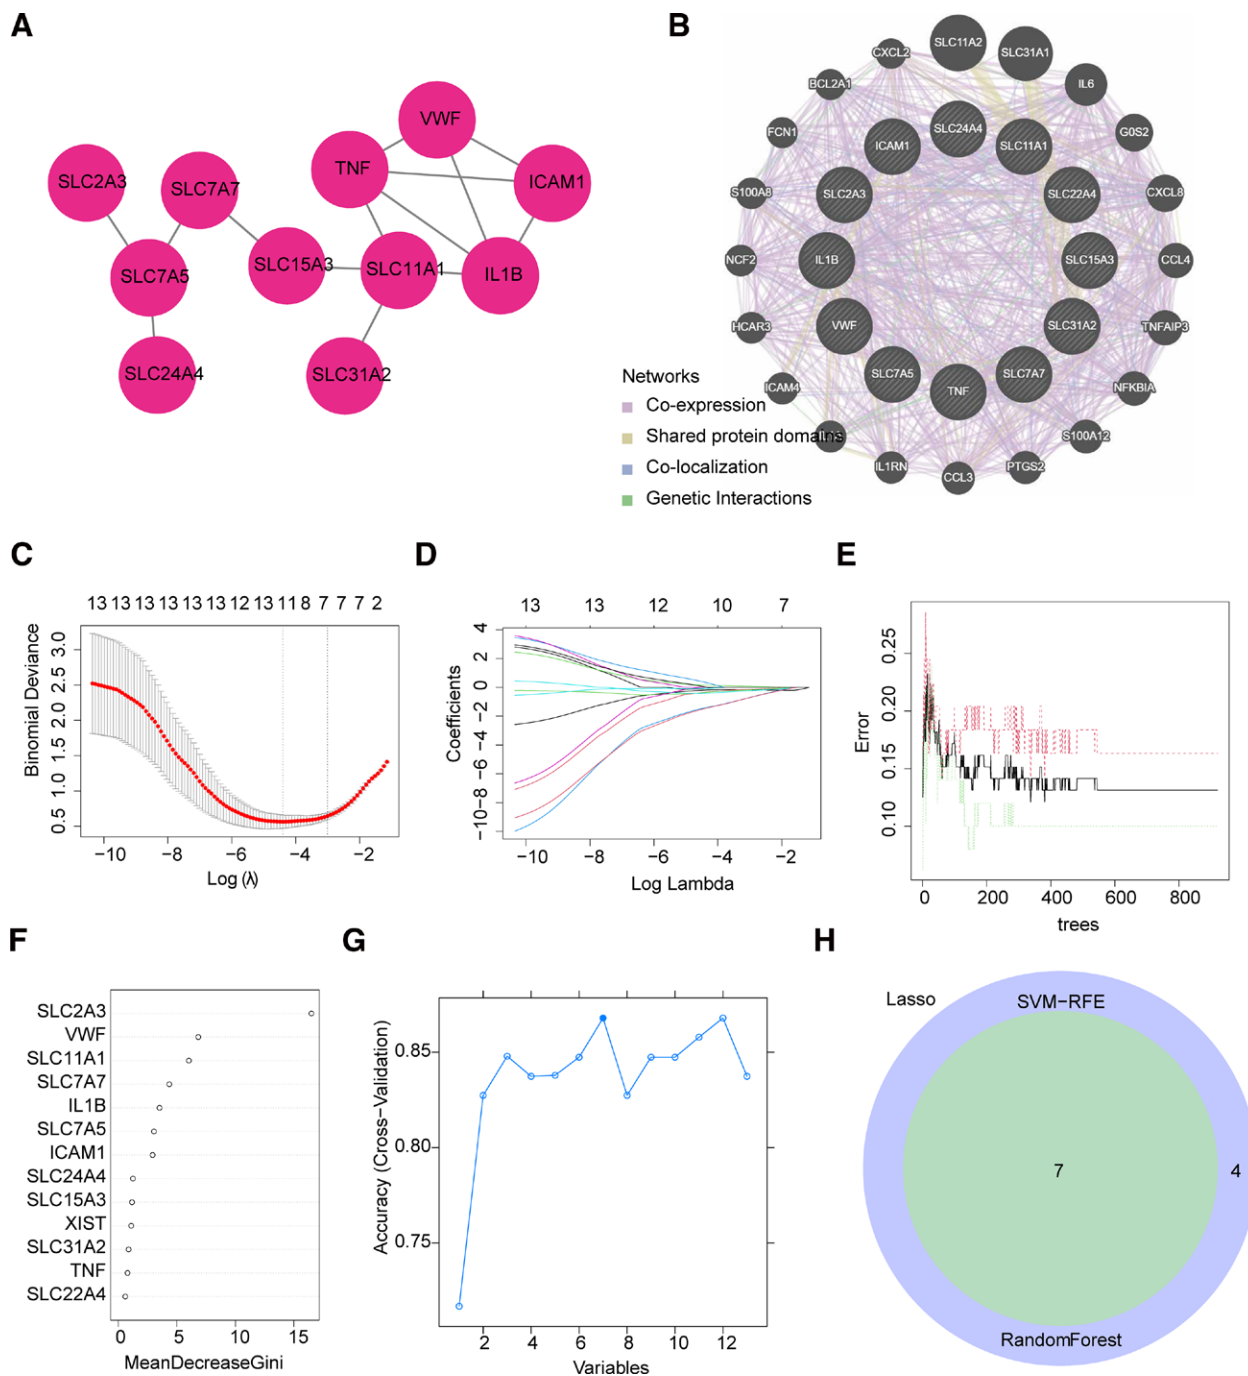 A
VWF
TNF
SLC2A3
SLC7A7
ICAM1
SLC7A5
SLC15A3
SLC11A1
IL1B
SLC24A4
SLC31A2
B
SLC11A2
SLC31A1
CXCL2
IL6
BCL2A1
G0S2
FCN1
SLC24A4
ICAM1
SLC11A1
S100A8
SLC2A3
SLC22A4
CXCL8
NCF2
IL1B
SLC15A3
CCL4
HCAR3
VWF
SLC31A2
TNFAIP3
SLC7A5
TNF
SLC7A7
ICAM4
NFKBIA
S100A12
IL1RN
CCL3
PTGS2
Networks
Co-expression
Shared protein domains
Co-localization
Genetic Interactions
C
13 13 13 13 13 13 13 12 13 11 8 7 7 7 2
Binomial Deviance
3.0
2.5
2.0
1.5
1.0
0.5
−10 −8 −6 −4 −2
Log (λ)
D
13 13 12 10 7
Coefficients
4
2
0
−2
−4
−6
−10−8
−10 −8 −6 −4 −2
Log Lambda
E
Error
0.25
0.20
0.15
0.10
0 200 400 600 800
trees
F
SLC2A3
VWF
SLC11A1
SLC7A7
IL1B
SLC7A5
ICAM1
SLC24A4
SLC15A3
XIST
SLC31A2
TNF
SLC22A4
0 5 10 15
MeanDecreaseGini
G
Accuracy (Cross−Validation)
0.85
0.80
0.75
2 4 6 8 10 12
Variables
H
Lasso
SVM−RFE
7
4
RandomForest